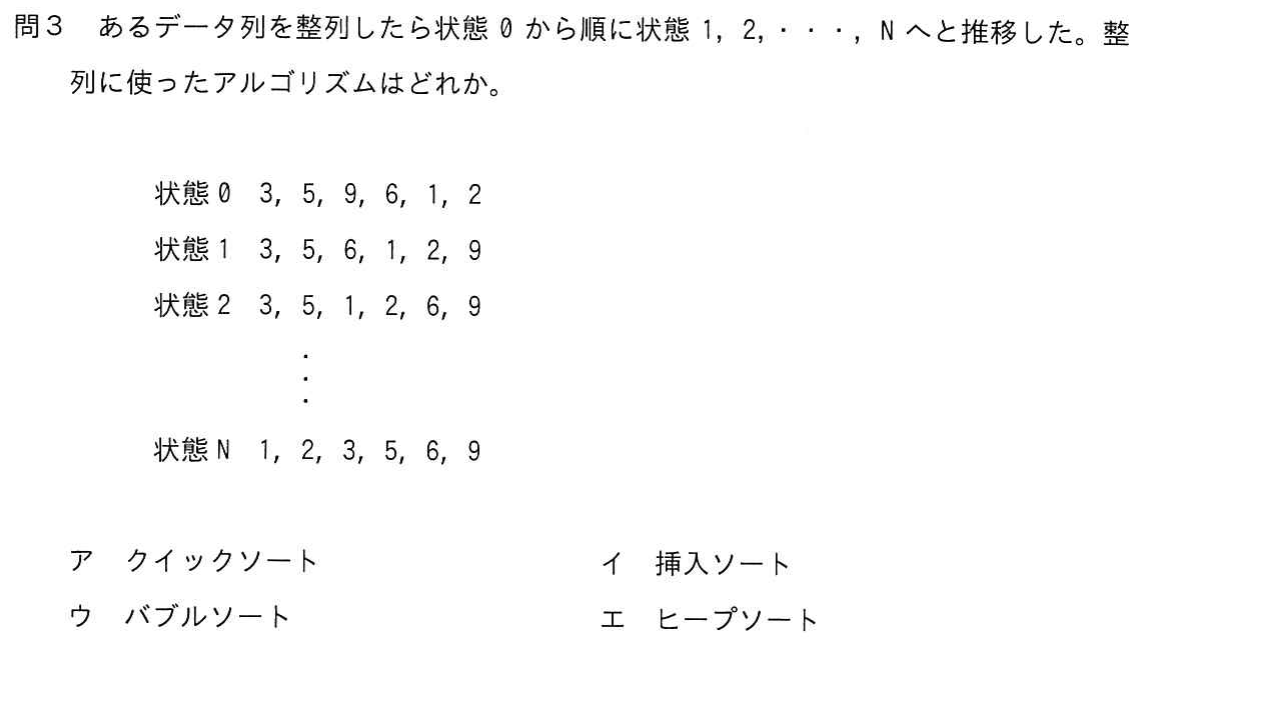 問3 あるデータ列を整列したら状態 0 から順に状態 1, 2, ・・・, N へと推移した。整
列に使ったアルゴリズムはどれか。
状態 0 3, 5, 9, 6, 1, 2
状態 1 3, 5, 6, 1, 2, 9
状態 2 3, 5, 1, 2, 6, 9
・
・
・
状態 N 1, 2, 3, 5, 6, 9
ア クイックソート イ 挿入ソート
ウ バブルソート エ ヒープソート